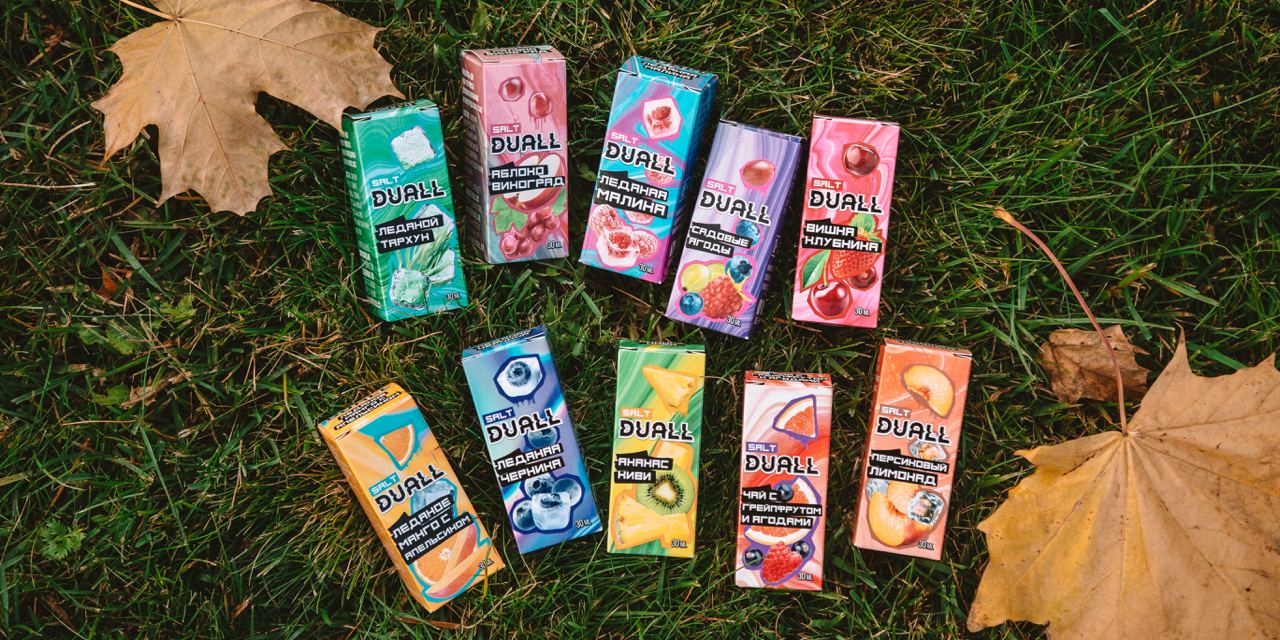 SALT
DUALL
ЛЕДЯНОЙ
ТАРХУН
30 ML
SALT
DUALL
ЯБЛОКО
ВИНОГРАД
30 ML
SALT
DUALL
ЛЕДЯНАЯ
МАЛИНА
30 ML
SALT
DUALL
САДОВЫЕ
ЯГОДЫ
30 ML
SALT
DUALL
ВИШНЯ
КЛУБНИКА
30 ML
SALT
DUALL
ЛЕДЯНОЕ
МАНГО С
АПЕЛЬСИНОМ
30 ML
SALT
DUALL
ЛЕДЯНАЯ
ЧЕРНИКА
30 ML
SALT
DUALL
АНАНАС
КИВИ
30 ML
SALT
DUALL
ЧАЙ С
ГРЕЙПФРУТОМ
И ЯГОДАМИ
30 ML
SALT
DUALL
ПЕРСИКОВЫЙ
ЛИМОНАД
30 ML